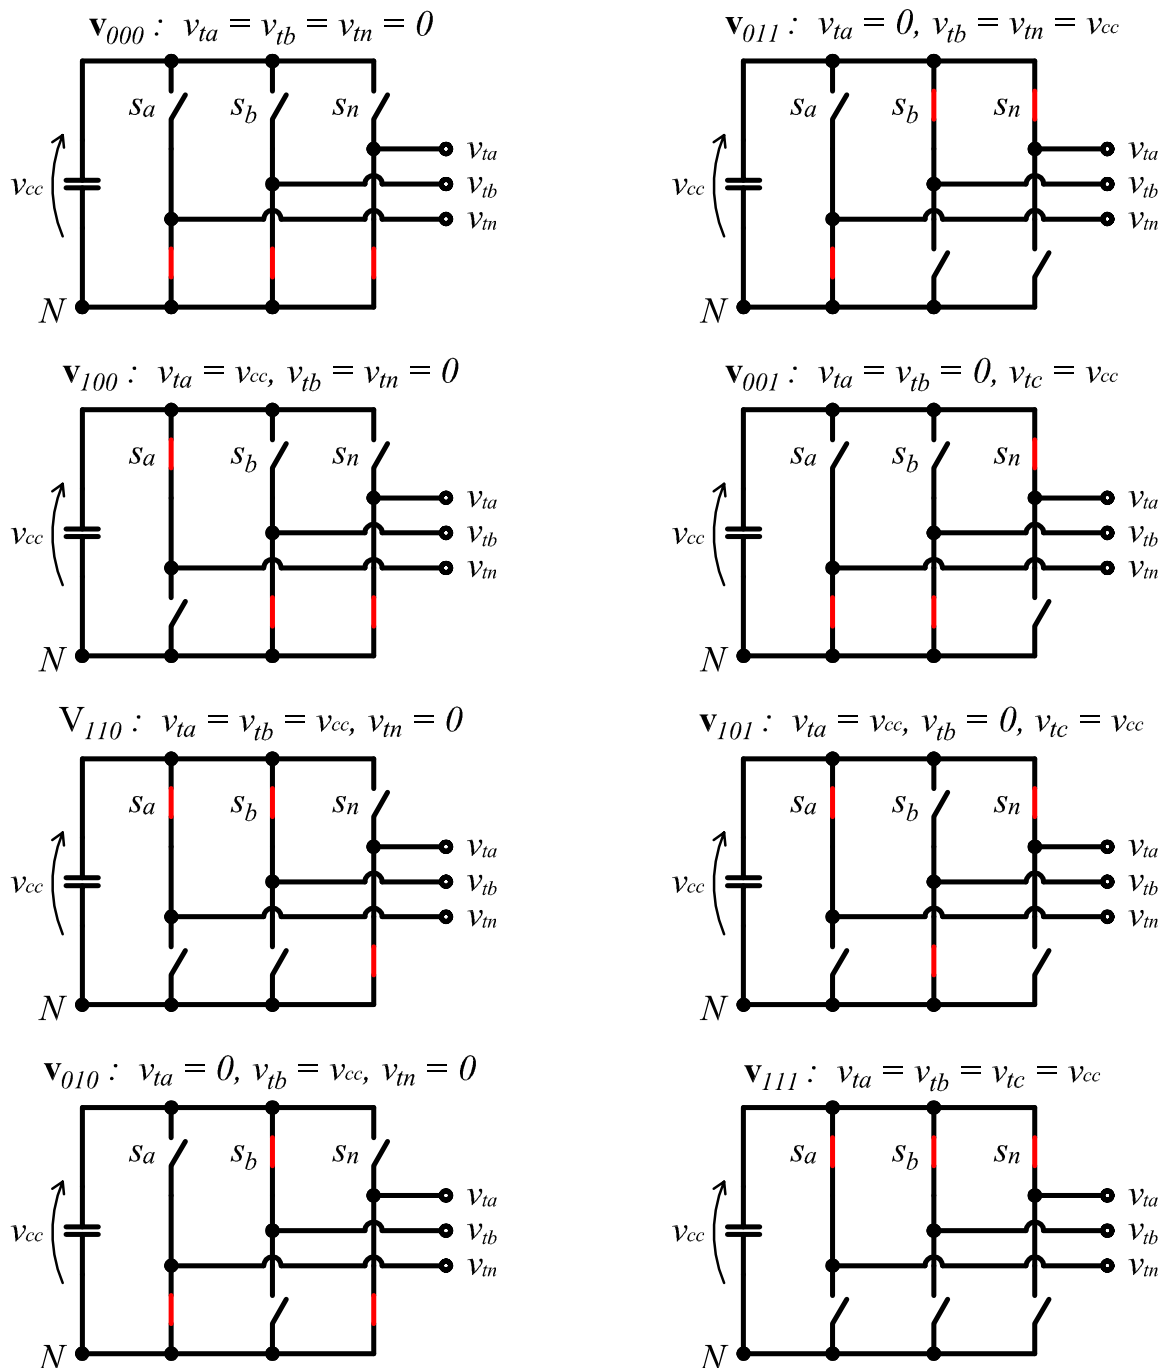 v000 : vta = vtb = vtn = 0
sa sb sn
vta
vcc vtb
vtn
N
v011 : vta = 0, vtb = vtn = vcc
sa sb sn
vta
vcc vtb
vtn
N
v100 : vta = vcc, vtb = vtn = 0
sa sb sn
vta
vcc vtb
vtn
N
v001 : vta = vtb = 0, vtc = vcc
sa sb sn
vta
vcc vtb
vtn
N
V110 : vta = vtb = vcc, vtn = 0
sa sb sn
vta
vcc vtb
vtn
N
v101 : vta = vcc, vtb = 0, vtc = vcc
sa sb sn
vta
vcc vtb
vtn
N
v010 : vta = 0, vtb = vcc, vtn = 0
sa sb sn
vta
vcc vtb
vtn
N
v111 : vta = vtb = vtc = vcc
sa sb sn
vta
vcc vtb
vtn
N